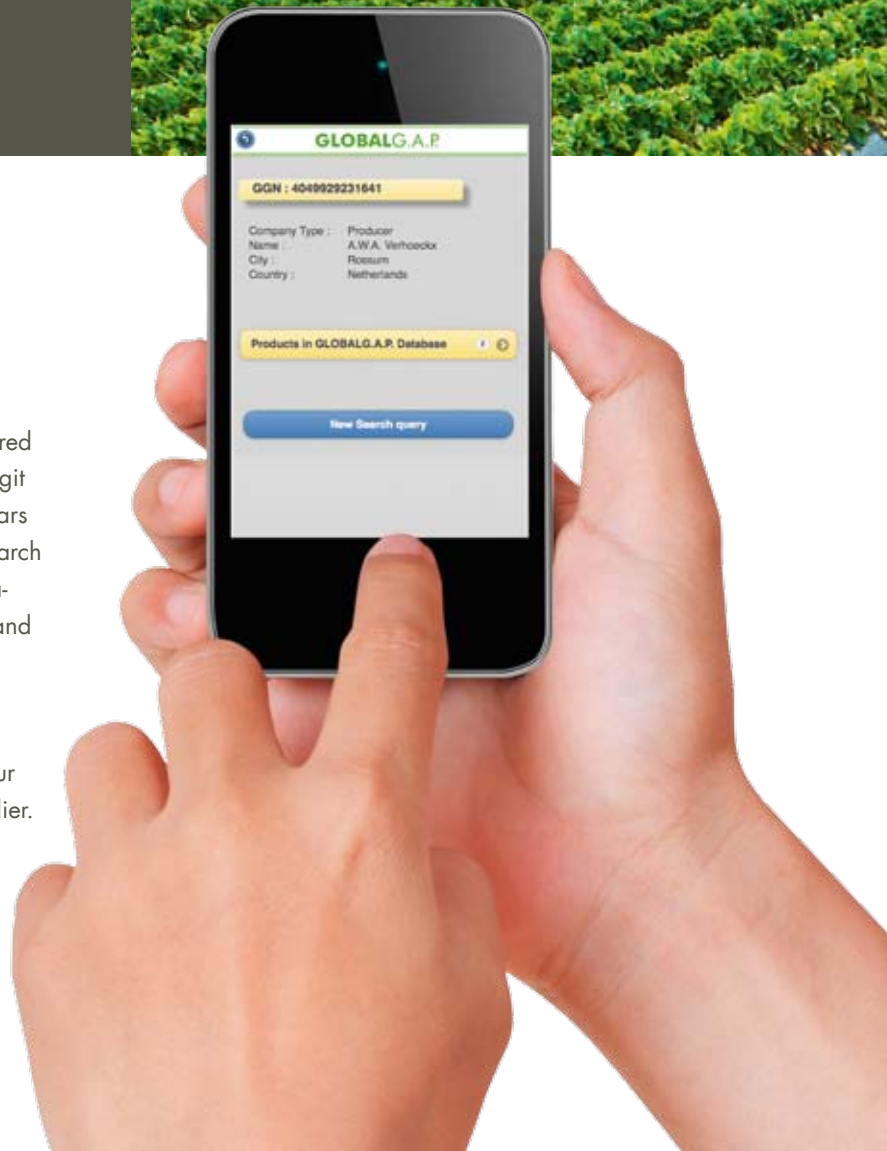 GLOBALG.A.P.
GGN : 4049929231641
Company Type : Producer
Name : A.W.A. Verhoeckx
City : Rossum
Country : Netherlands
Products in GLOBALG.A.P. Database
New Search query
red
git
ars
arch
u-
and
ur
lier.